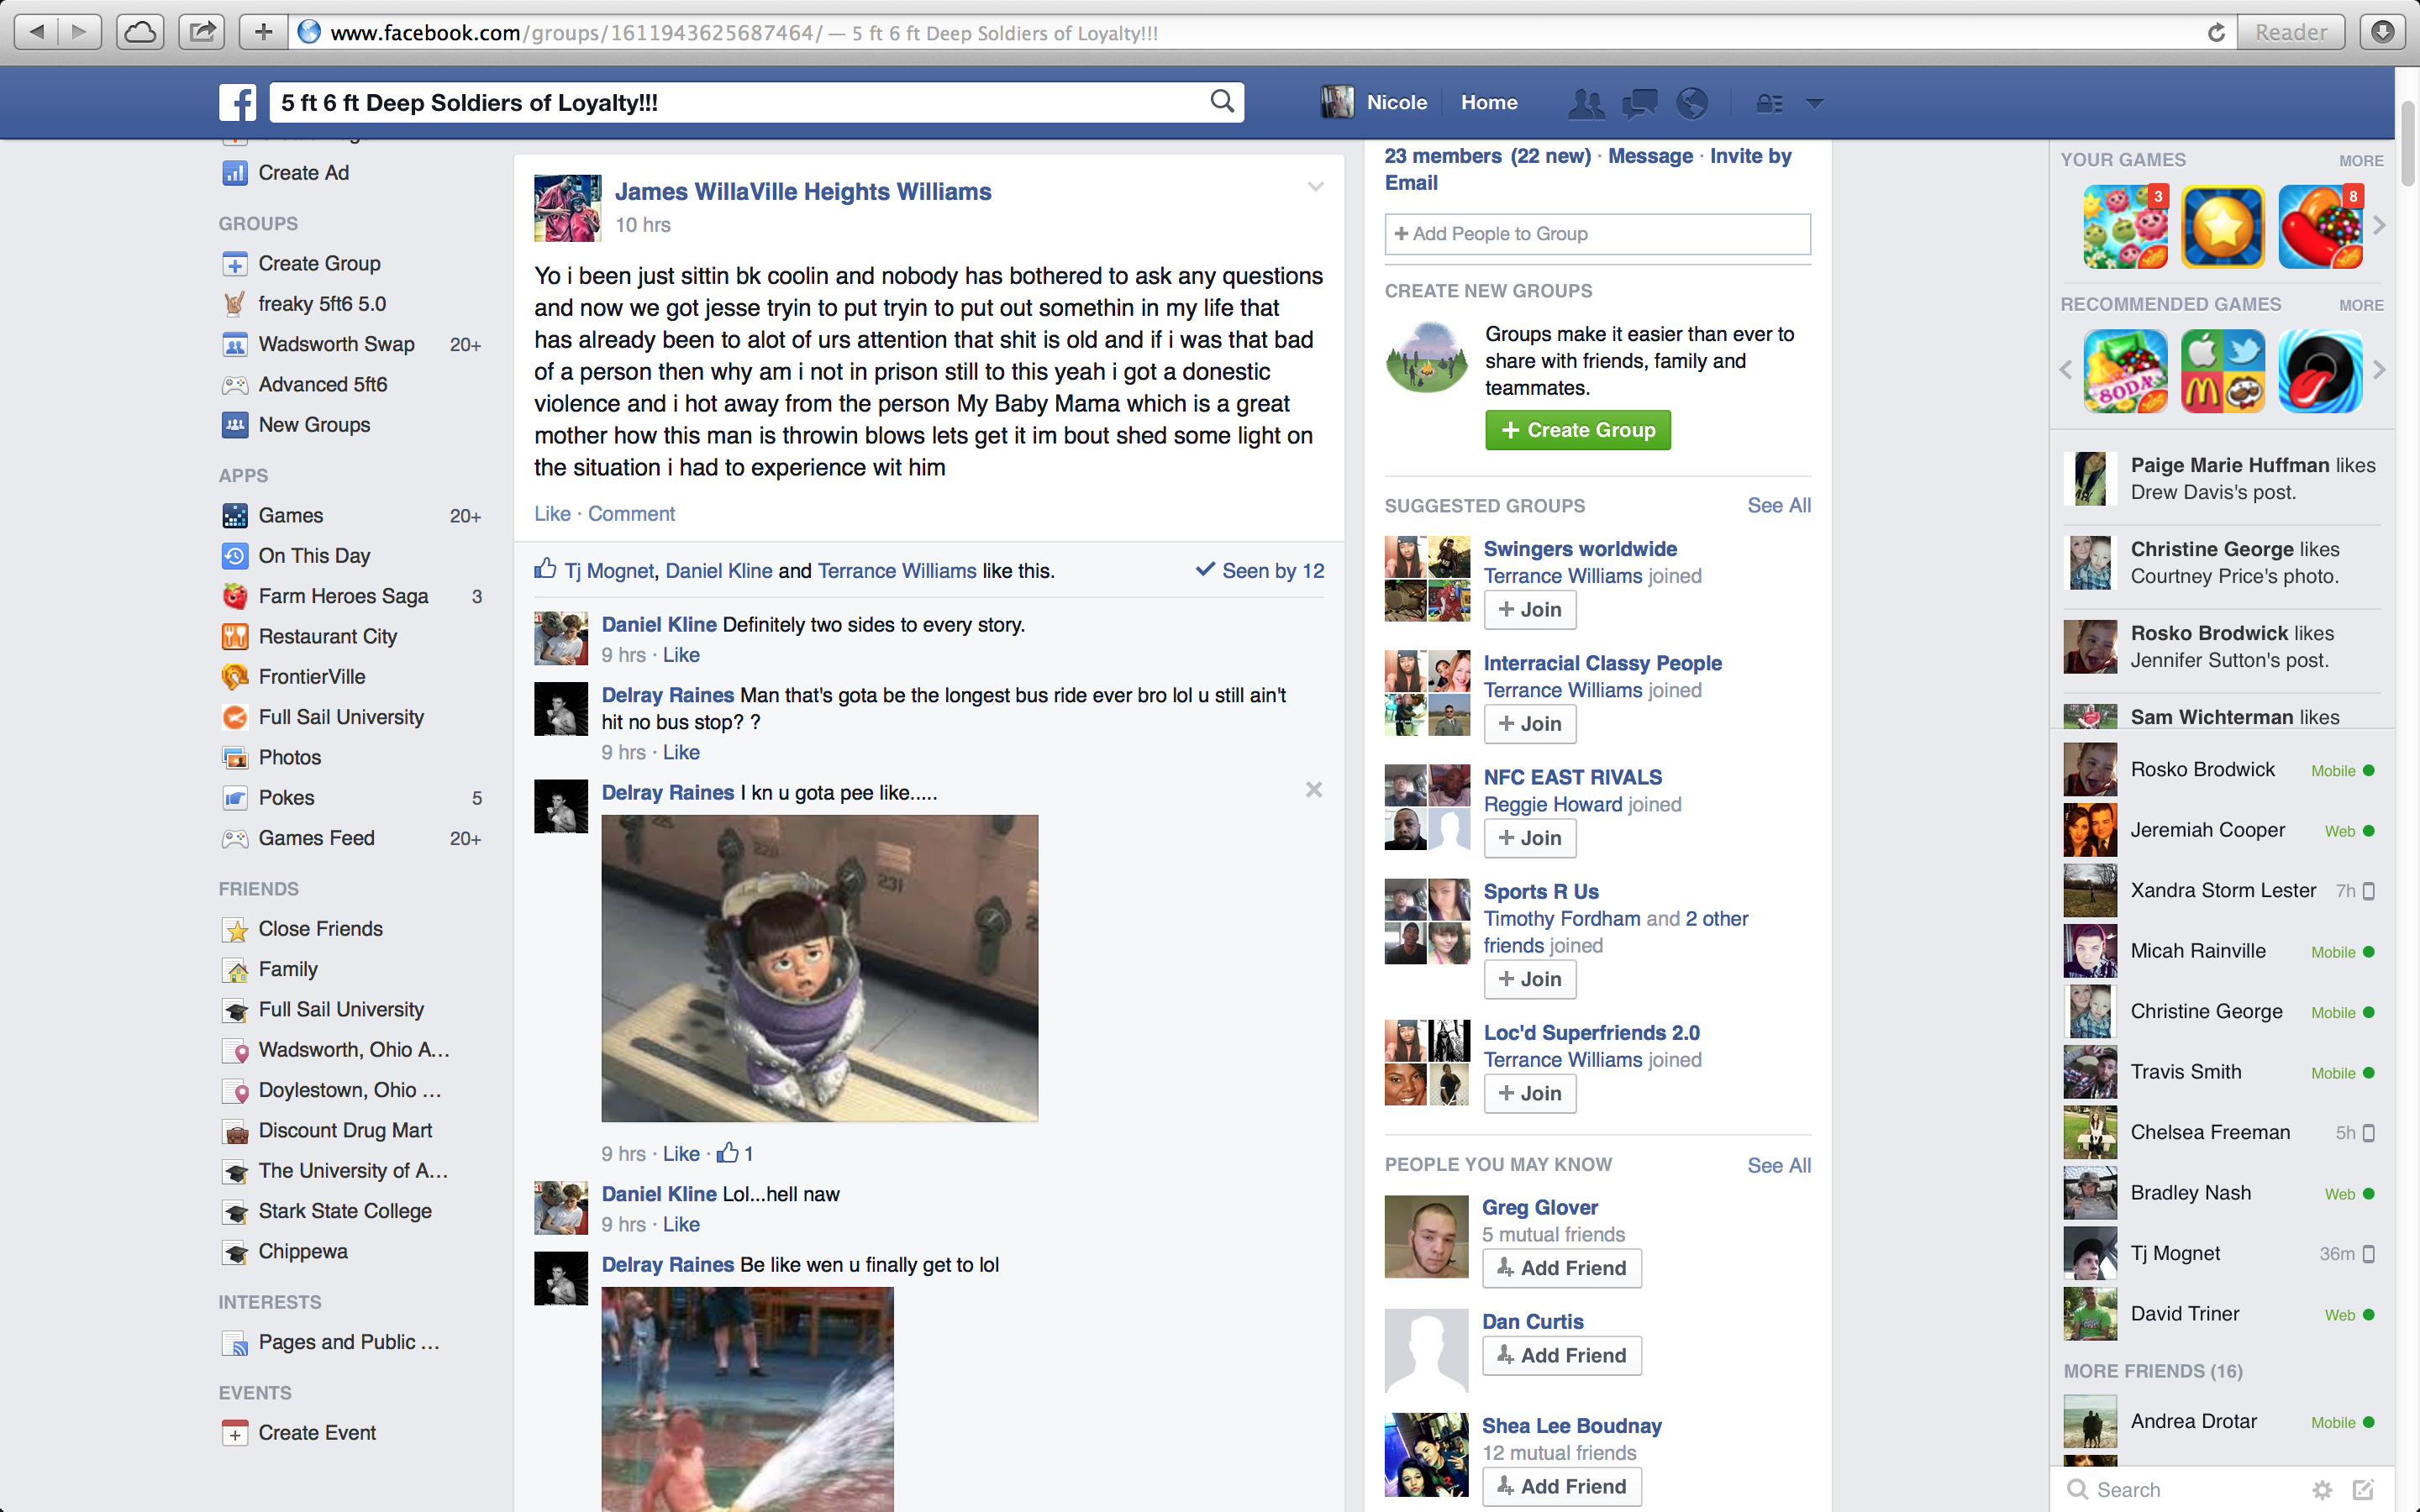 www.facebook.com/groups/1611943625687464/ — 5 ft 6 ft Deep Soldiers of Loyalty!!!
Reader
5 ft 6 ft Deep Soldiers of Loyalty!!!
Nicole
Home
Create Ad
GROUPS
Create Group
freaky 5ft6 5.0
Wadsworth Swap 20+
Advanced 5ft6
New Groups
APPS
Games 20+
On This Day
Farm Heroes Saga 3
Restaurant City
FrontierVille
Full Sail University
Photos
Pokes 5
Games Feed 20+
FRIENDS
Close Friends
Family
Full Sail University
Wadsworth, Ohio A...
Doylestown, Ohio ...
Discount Drug Mart
The University of A...
Stark State College
Chippewa
INTERESTS
Pages and Public ...
EVENTS
Create Event
James WillaVille Heights Williams
10 hrs
Yo i been just sittin bk coolin and nobody has bothered to ask any questions
and now we got jesse tryin to put tryin to put out somethin in my life that
has already been to alot of urs attention that shit is old and if i was that bad
of a person then why am i not in prison still to this yeah i got a donestic
violence and i hot away from the person My Baby Mama which is a great
mother how this man is throwin blows lets get it im bout shed some light on
the situation i had to experience wit him
Like · Comment
Tj Mognet, Daniel Kline and Terrance Williams like this.
Seen by 12
Daniel Kline Definitely two sides to every story.
9 hrs · Like
Delray Raines Man that's gota be the longest bus ride ever bro lol u still ain't
hit no bus stop? ?
9 hrs · Like
Delray Raines I kn u gota pee like.....
231
9 hrs · Like · 1
Daniel Kline Lol...hell naw
9 hrs · Like
Delray Raines Be like wen u finally get to lol
23 members (22 new) · Message · Invite by
Email
+ Add People to Group
CREATE NEW GROUPS
Groups make it easier than ever to
share with friends, family and
teammates.
+ Create Group
SUGGESTED GROUPS See All
Swingers worldwide
Terrance Williams joined
+ Join
Interracial Classy People
Terrance Williams joined
+ Join
NFC EAST RIVALS
Reggie Howard joined
+ Join
Sports R Us
Timothy Fordham and 2 other
friends joined
+ Join
Loc'd Superfriends 2.0
Terrance Williams joined
+ Join
PEOPLE YOU MAY KNOW See All
Greg Glover
5 mutual friends
Add Friend
Dan Curtis
Add Friend
Shea Lee Boudnay
12 mutual friends
Add Friend
YOUR GAMES MORE
3
8
RECOMMENDED GAMES MORE
SODA
Paige Marie Huffman likes
Drew Davis's post.
Christine George likes
Courtney Price's photo.
Rosko Brodwick likes
Jennifer Sutton's post.
Sam Wichterman likes
Rosko Brodwick Mobile
Jeremiah Cooper Web
Xandra Storm Lester 7h
Micah Rainville Mobile
Christine George Mobile
Travis Smith Mobile
Chelsea Freeman 5h
Bradley Nash Web
Tj Mognet 36m
David Triner Web
MORE FRIENDS (16)
Andrea Drotar Mobile
Search